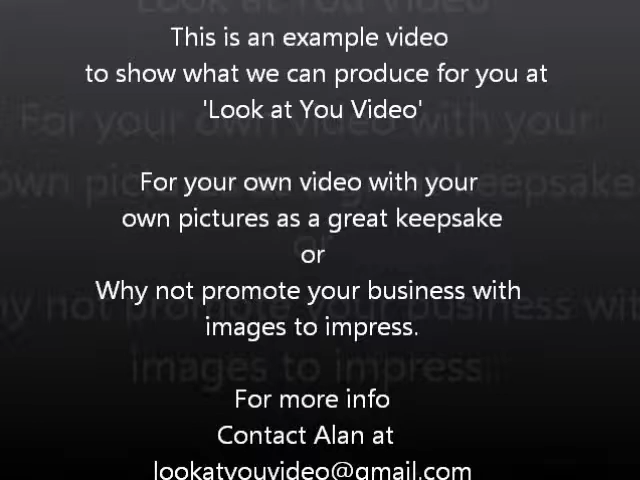 This is an example video
to show what we can produce for you at
'Look at You Video'
For your own video with your
own pictures as a great keepsake
or
Why not promote your business with
images to impress.
For more info
Contact Alan at
lookatyouvideo@gmail.com